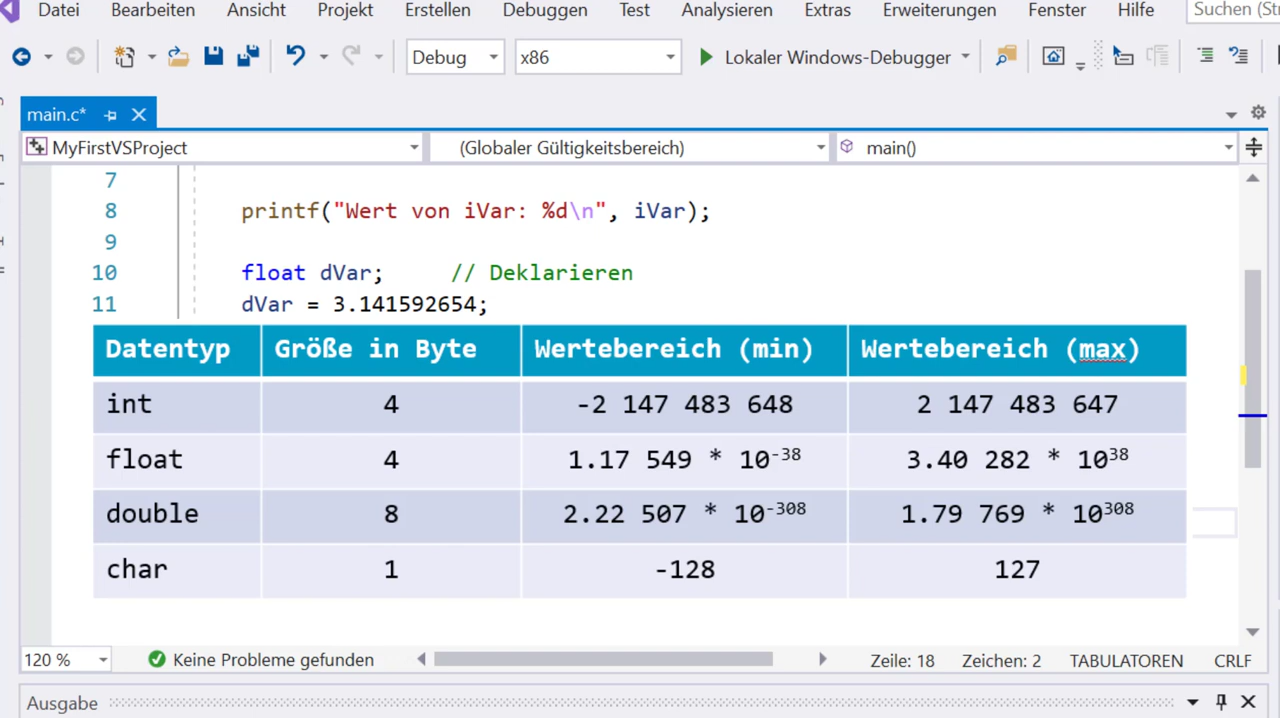 Datei Bearbeiten Ansicht Projekt Erstellen Debuggen Test Analysieren Extras Erweiterungen Fenster Hilfe Suchen (St
Debug x86 Lokaler Windows-Debugger
main.c*
MyFirstVSProject (Globaler Gültigkeitsbereich) main()
7
8 printf("Wert von iVar: %d\n", iVar);
9
10 float dVar; // Deklarieren
11 dVar = 3.141592654;
Datentyp Größe in Byte Wertebereich (min) Wertebereich (max)
int 4 -2 147 483 648 2 147 483 647
float 4 1.17 549 * 10⁻³⁸ 3.40 282 * 10³⁸
double 8 2.22 507 * 10⁻³⁰⁸ 1.79 769 * 10³⁰⁸
char 1 -128 127
120 % Keine Probleme gefunden Zeile: 18 Zeichen: 2 TABULATOREN CRLF
Ausgabe